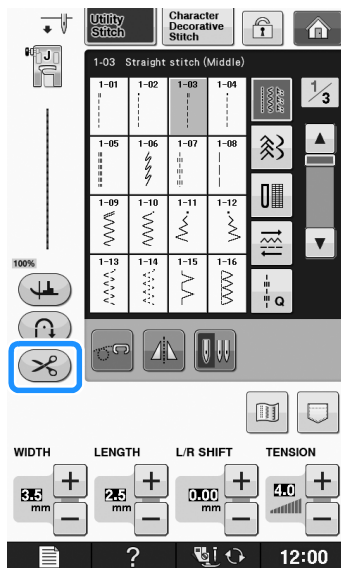 Utility
Stitch
Character
Decorative
Stitch
J
1-03 Straight stitch (Middle)
1-01 1-02 1-03 1-04
1/3
1-05 1-06 1-07 1-08
1-09 1-10 1-11 1-12
1-13 1-14 1-15 1-16
Q
100%
WIDTH LENGTH L/R SHIFT TENSION
3.5 mm + −
2.5 mm + −
0.00 mm + −
4.0 + −
? 12:00